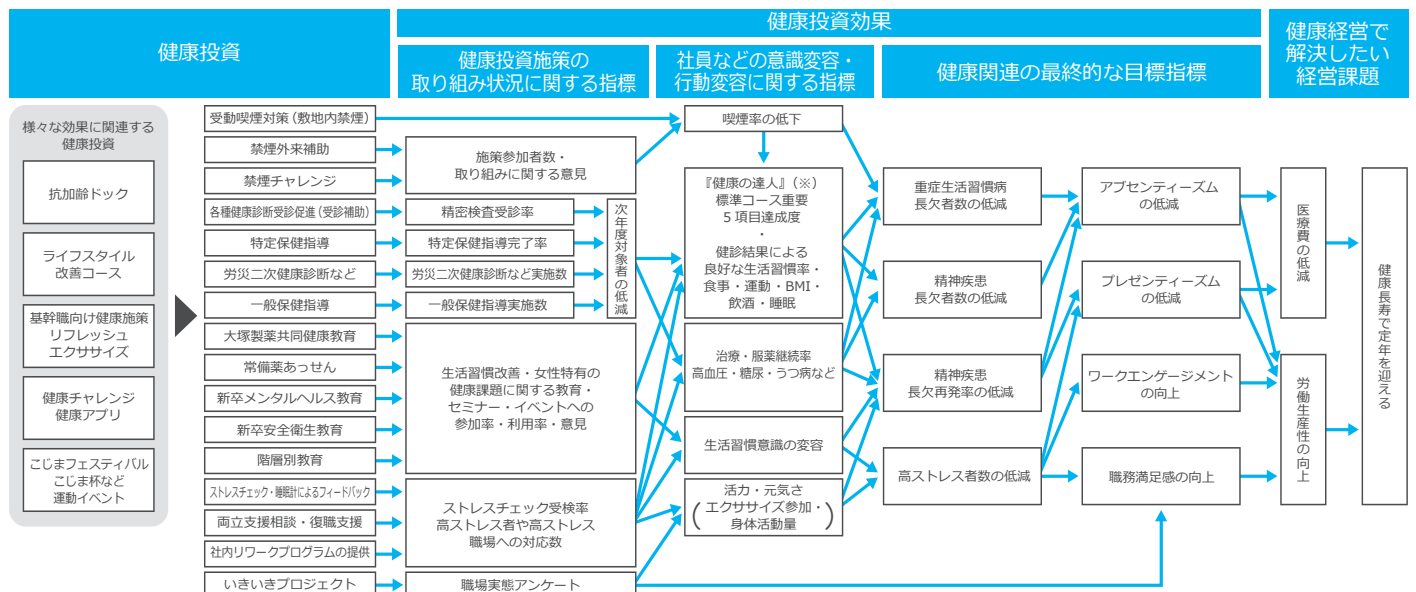 健康投資
健康投資効果
健康経営で
解決したい
経営課題
健康投資施策の
取り組み状況に関する指標
社員などの意識変容・
行動変容に関する指標
健康関連の最終的な目標指標
様々な効果に関連する
健康投資
抗加齢ドック
ライフスタイル
改善コース
基幹職向け健康施策
リフレッシュ
エクササイズ
健康チャレンジ
健康アプリ
こじまフェスティバル
こじま杯など
運動イベント
受動喫煙対策(敷地内禁煙)
禁煙外来補助
禁煙チャレンジ
各種健康診断受診促進(受診補助)
特定保健指導
労災二次健康診断など
一般保健指導
大塚製薬共同健康教育
常備薬あっせん
新卒メンタルヘルス教育
新卒安全衛生教育
階層別教育
ストレスチェック・睡眠計によるフィードバック
両立支援相談・復職支援
社内リワークプログラムの提供
いきいきプロジェクト
施策参加者数・
取り組みに関する意見
精密検査受診率
特定保健指導完了率
労災二次健康診断など実施数
一般保健指導実施数
次年度対象者の低減
生活習慣改善・女性特有の
健康課題に関する教育・
セミナー・イベントへの
参加率・利用率・意見
ストレスチェック受検率
高ストレス者や高ストレス
職場への対応数
職場実態アンケート
喫煙率の低下
『健康の達人』(※)
標準コース重要
5項目達成度
・
健診結果による
良好な生活習慣率・
食事・運動・BMI・
飲酒・睡眠
治療・服薬継続率
高血圧・糖尿・うつ病など
生活習慣意識の変容
活力・元気さ
(エクササイズ参加・
身体活動量)
重症生活習慣病
長欠者数の低減
精神疾患
長欠者数の低減
精神疾患
長欠再発率の低減
高ストレス者数の低減
アブセンティーズム
の低減
プレゼンティーズム
の低減
ワークエンゲージメント
の向上
職務満足感の向上
医療費の低減
労働生産性の向上
健康長寿で定年を迎える